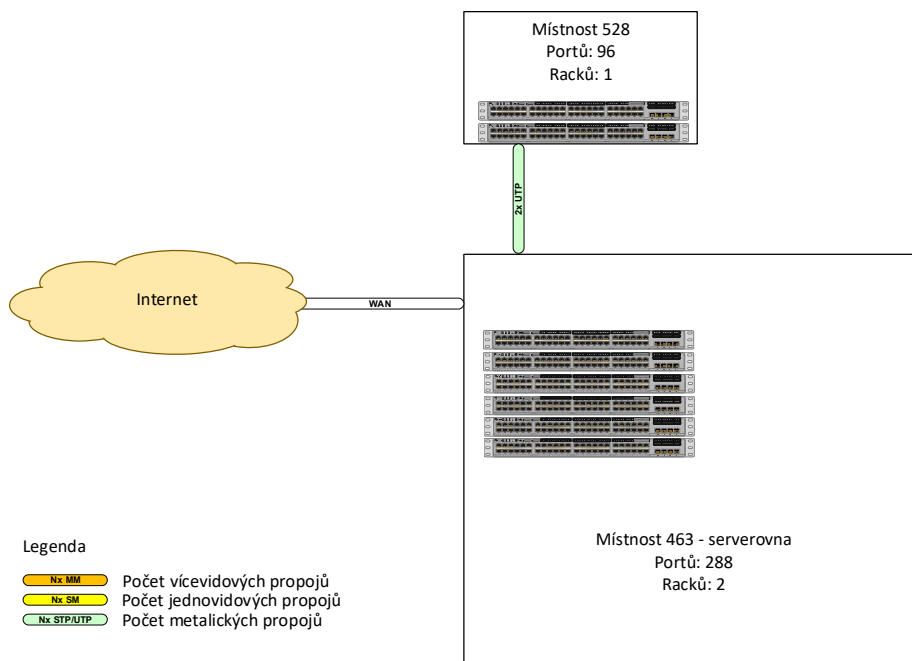 Místnost 528
Portů: 96
Racků: 1
2x UTP
Internet
WAN
Místnost 463 - serverovna
Portů: 288
Racků: 2
Legenda
Nx MM Počet vícevidových propojů
Nx SM Počet jednovidových propojů
Nx STP/UTP Počet metalických propojů